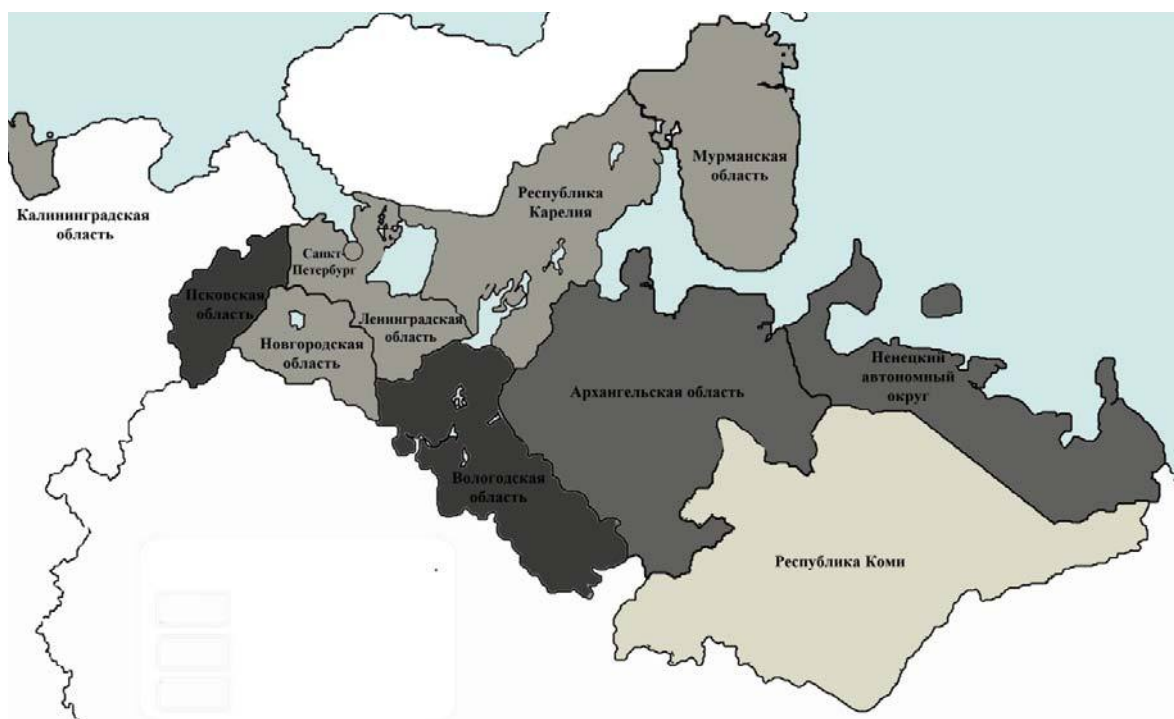 Мурманская
область
Республика
Карелия
Калининградская
область
Санкт-
Петербург
Псковская
область
Ленинградская
область
Новгородская
область
Ненецкий
автономный
округ
Архангельская область
Вологодская
область
Республика Коми